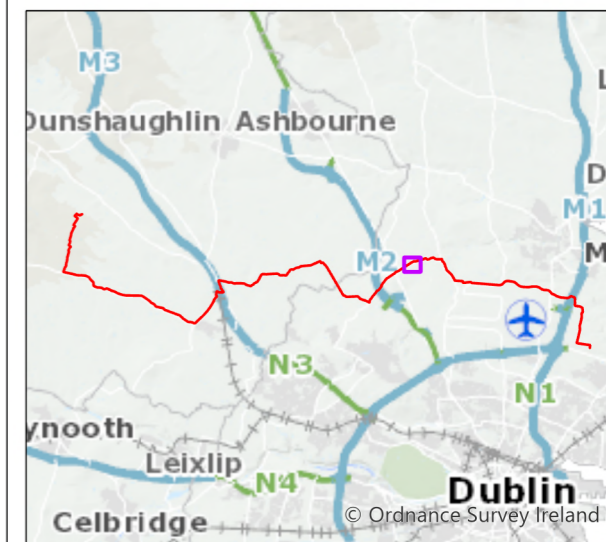 M3
Dunshaughlin Ashbourne
M1
M2
N3
N1
ynooth
Leixlip
N4
Dublin
Celbridge
© Ordnance Survey Ireland